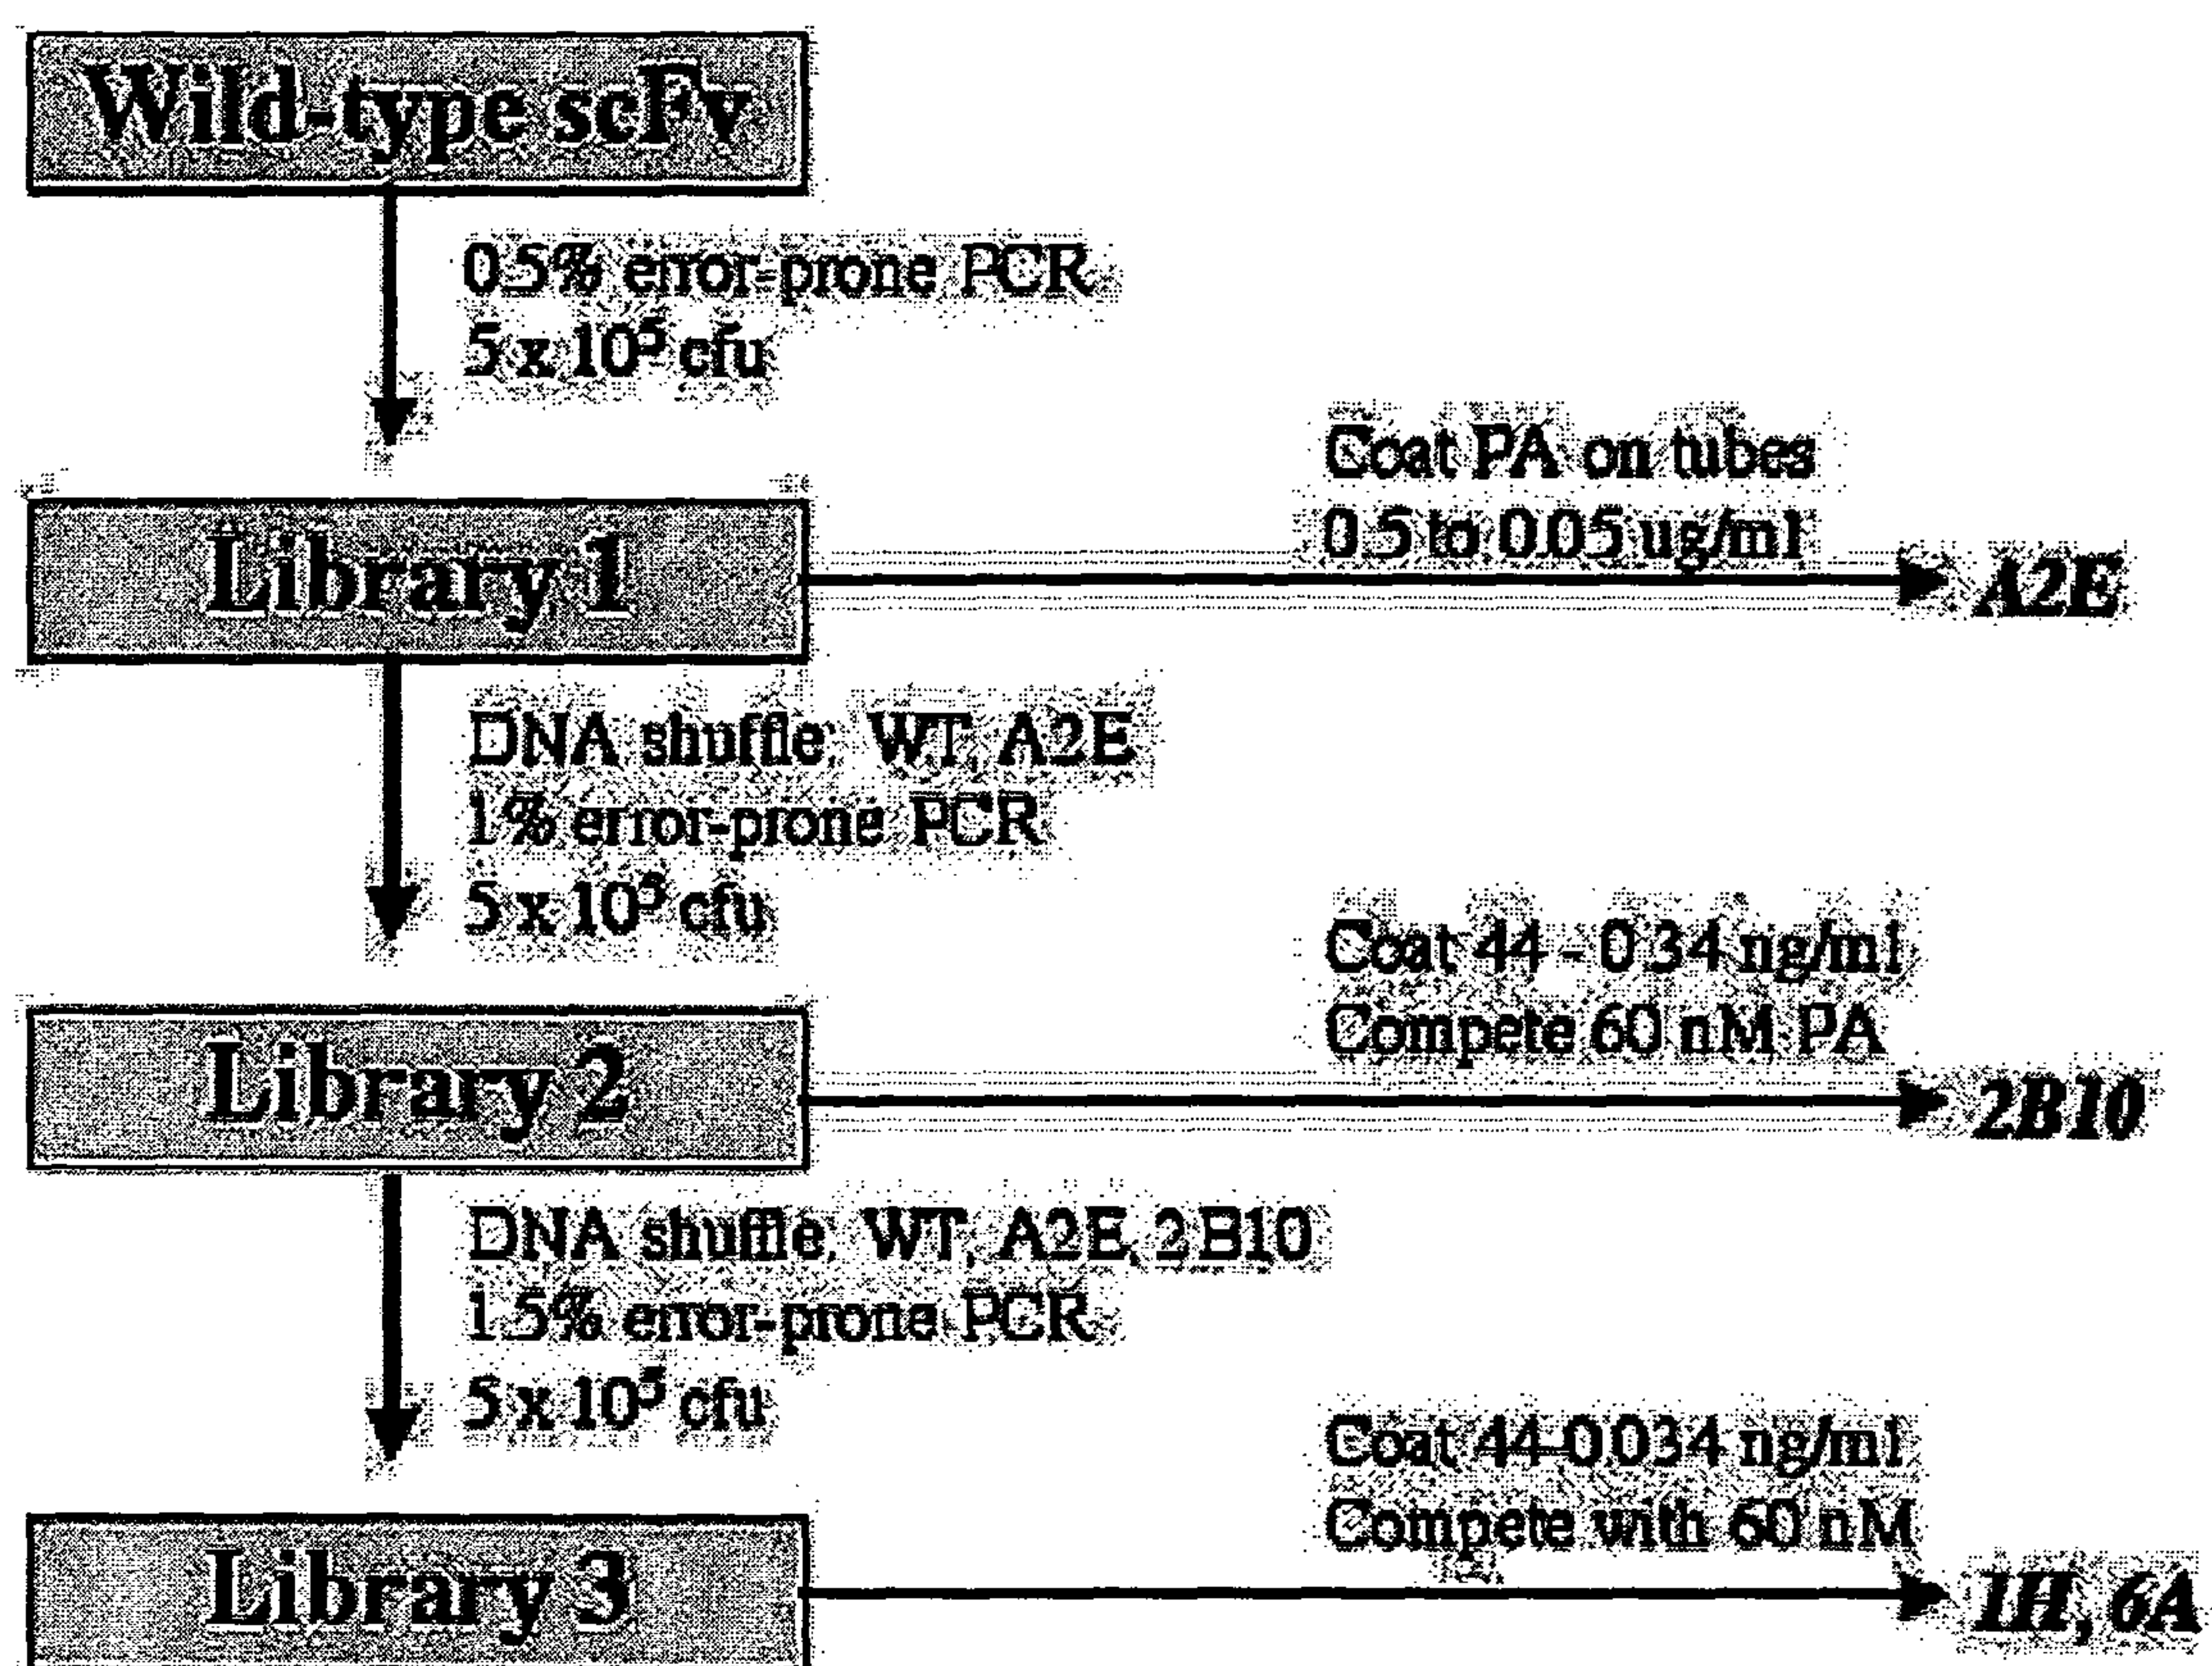 Wild-type scFv
0.5% error-prone PCR
5 x 10⁵ cfu
Coat PA on tubes
0.5 to 0.05 ug/ml
Library 1
A2E
DNA shuffle, WT, A2E
1% error-prone PCR
5 x 10⁵ cfu
Coat 44 - 0.34 ng/ml
Compete 60 nM PA
Library 2
2B10
DNA shuffle, WT, A2E, 2B10
1.5% error-prone PCR
5 x 10⁵ cfu
Coat 44-0.034 ng/ml
Compete with 60 nM
Library 3
1H, 6A